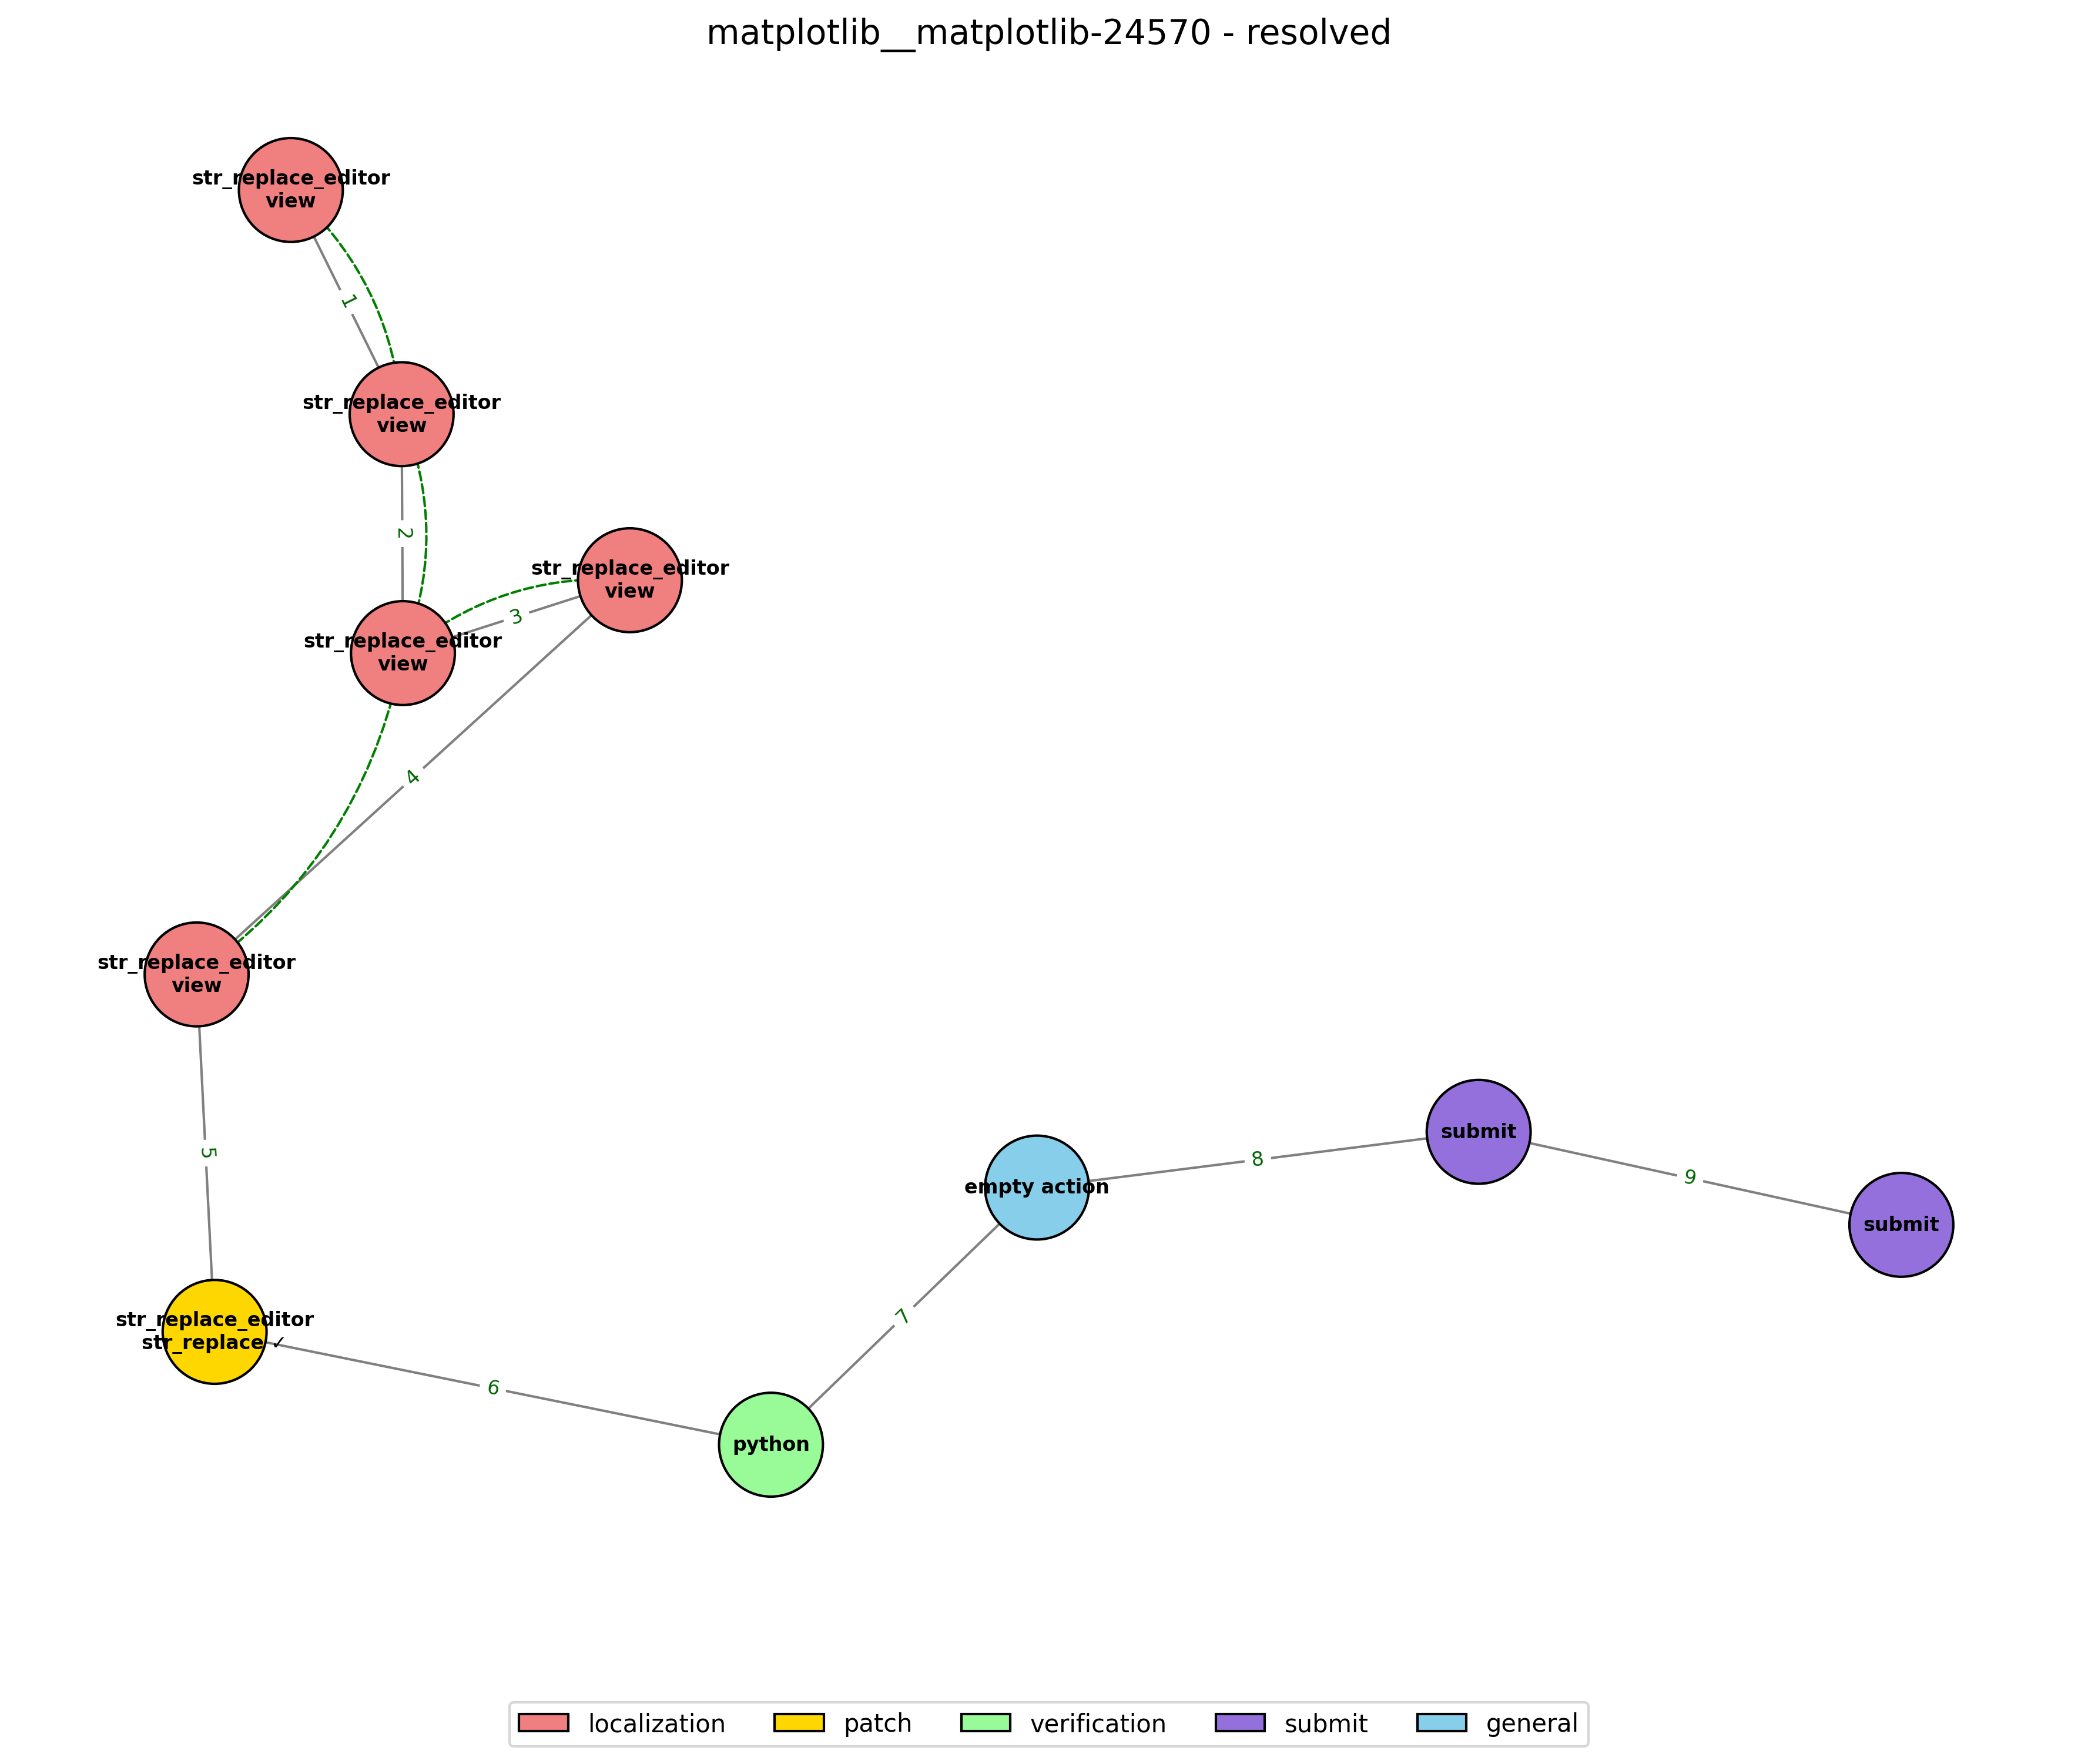 matplotlib__matplotlib-24570 - resolved
str_replace_editor
view
1
str_replace_editor
view
2
str_replace_editor
view
3
str_replace_editor
view
4
str_replace_editor
view
5
str_replace_editor
str_replace ✓
6
python
7
empty action
8
submit
9
submit
localization
patch
verification
submit
general